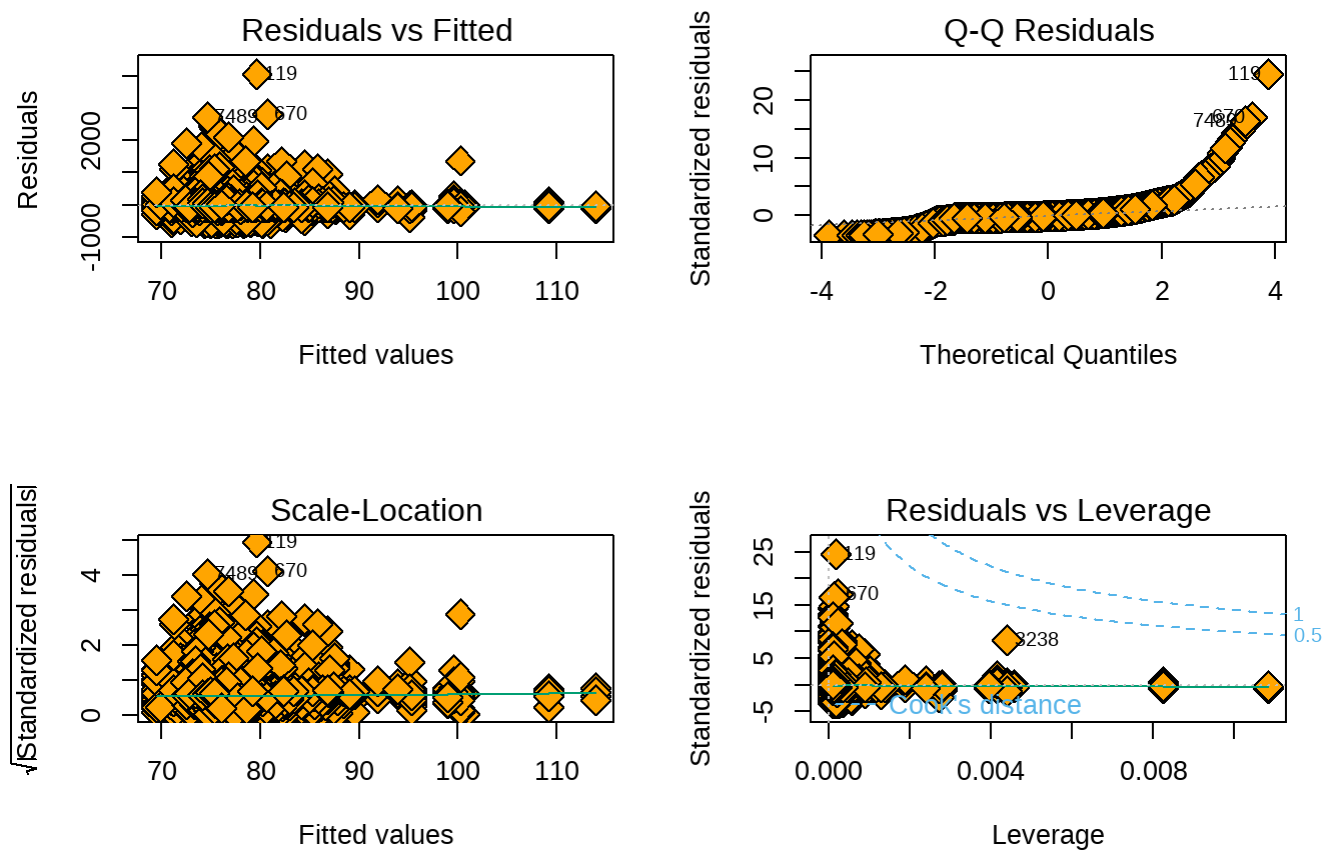 Residuals vs Fitted
Residuals
2000
-1000
119
7489
670
70 80 90 100 110
Fitted values
Q-Q Residuals
Standardized residuals
20
10
0
119
670
7489
-4 -2 0 2 4
Theoretical Quantiles
Scale-Location
√|Standardized residuals|
4
2
0
119
7489
670
70 80 90 100 110
Fitted values
Residuals vs Leverage
Standardized residuals
25
15
5
-5
119
670
3238
1
0.5
Cook's distance
0.000 0.004 0.008
Leverage